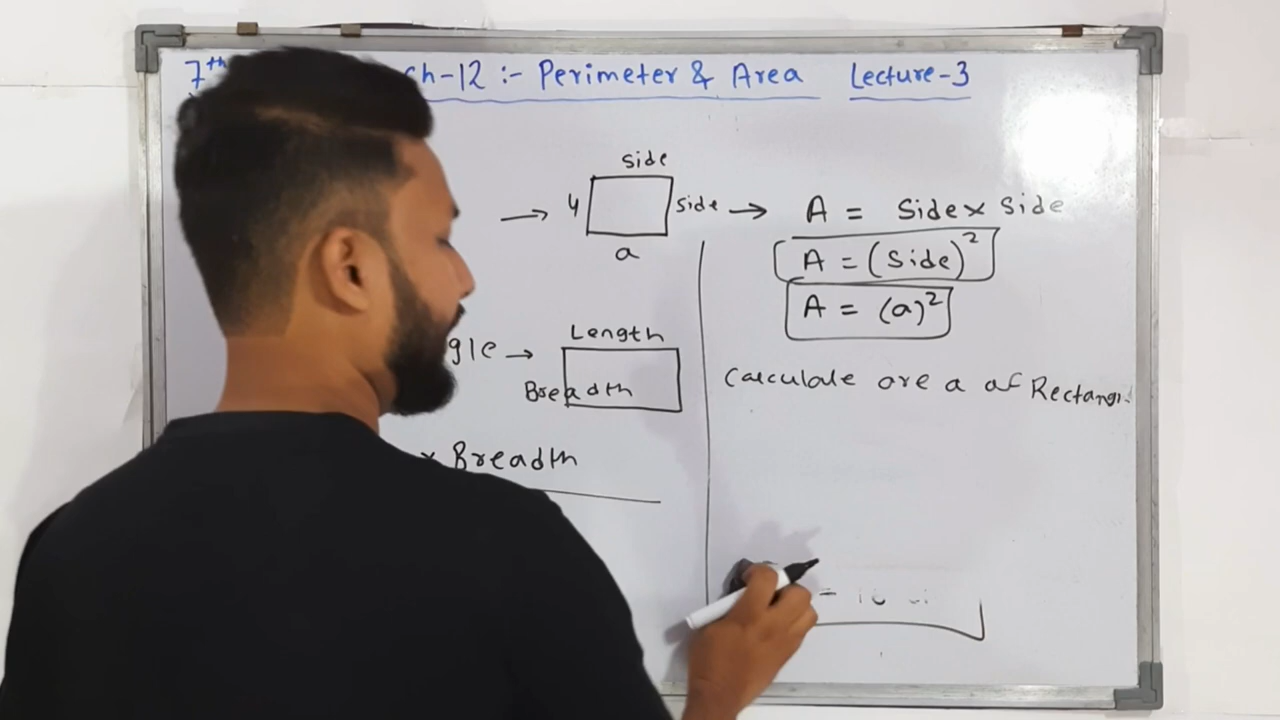 7th Ch-12 :- Perimeter & Area Lecture-3
side
4 side → A = Side x Side
a
A = (Side)²
A = (a)²
gle → Length
Breadth
Calculate area of Rectang
x Breadth